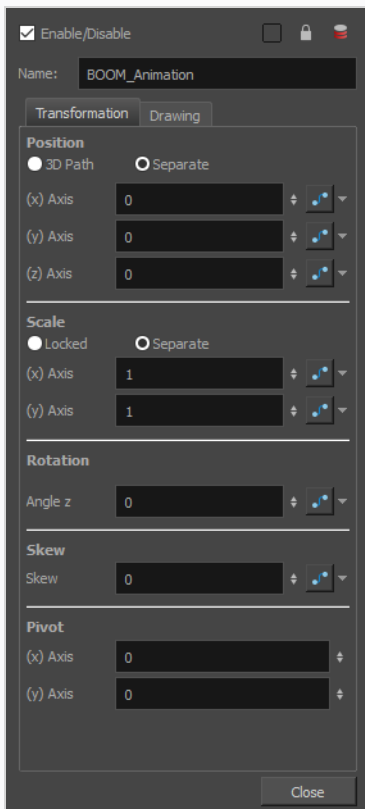 Enable/Disable
Name: BOOM_Animation
Transformation Drawing
Position
3D Path Separate
(x) Axis 0
(y) Axis 0
(z) Axis 0
Scale
Locked Separate
(x) Axis 1
(y) Axis 1
Rotation
Angle z 0
Skew
Skew 0
Pivot
(x) Axis 0
(y) Axis 0
Close